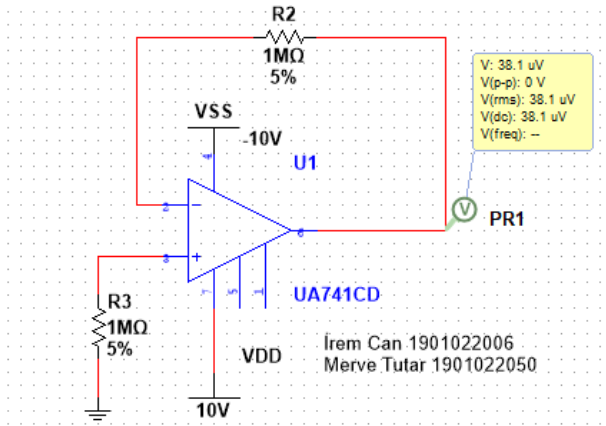 R2
1MΩ
5%
V: 38.1 uV
V(p-p): 0 V
V(rms): 38.1 uV
V(dc): 38.1 uV
V(freq): --
VSS
-10V
4
U1
2
6
V
PR1
3
7
5
1
UA741CD
R3
1MΩ
5%
VDD
10V
İrem Can 1901022006
Merve Tutar 1901022050